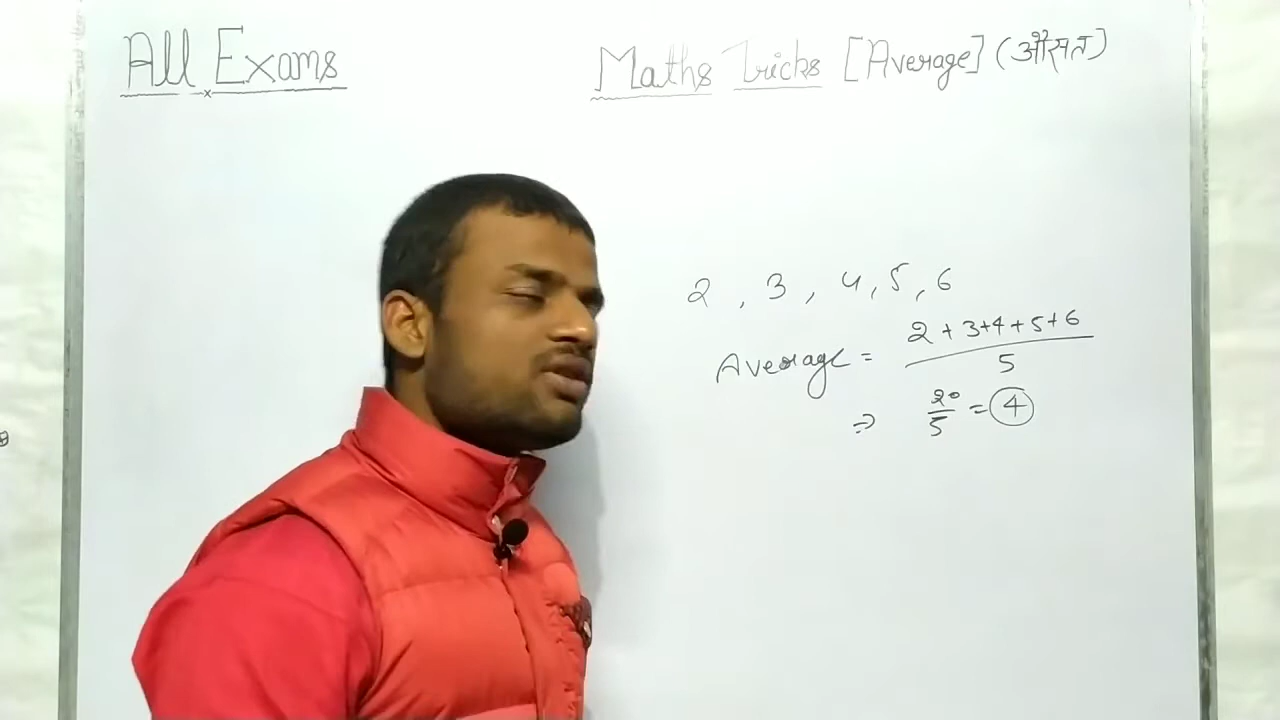 All Exams
Maths Tricks [Average] (औसत)
2 , 3 , 4 , 5 , 6
Average = 2 + 3+4+5+6
5
⇒ 20/5 = 4